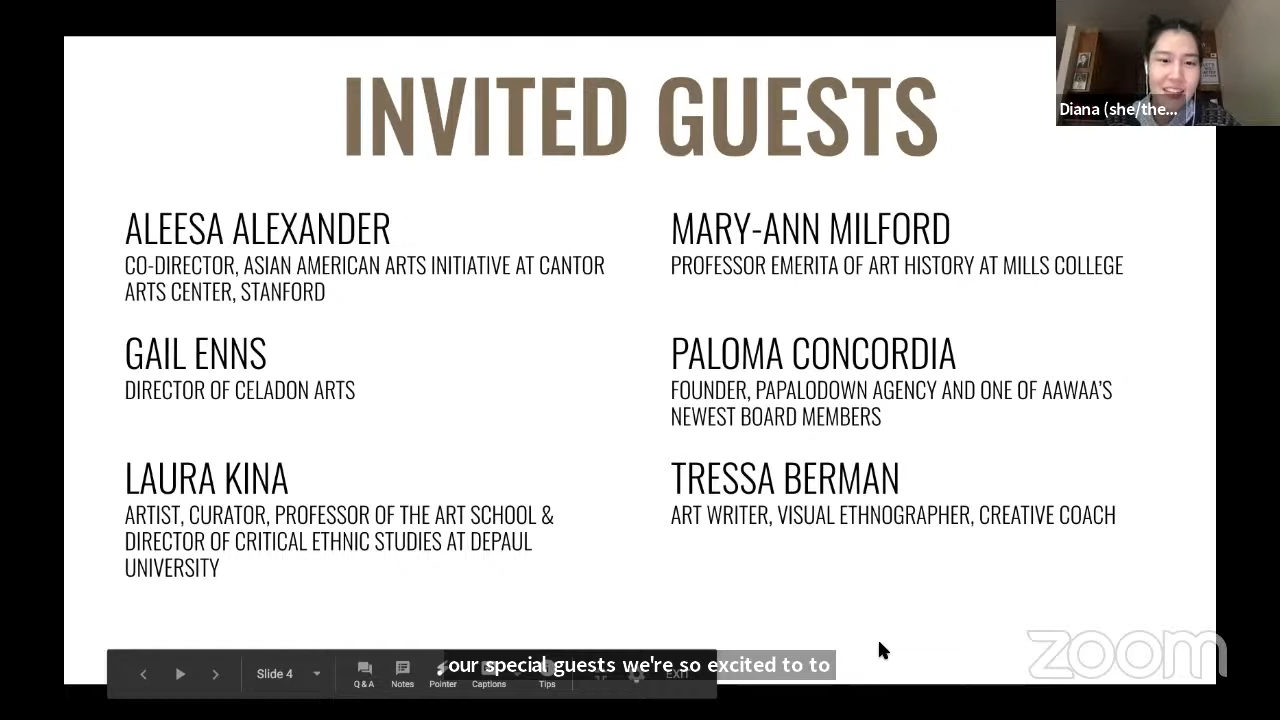 INVITED GUESTS
Diana (she/the...
ALEESA ALEXANDER
CO-DIRECTOR, ASIAN AMERICAN ARTS INITIATIVE AT CANTOR
ARTS CENTER, STANFORD
GAIL ENNS
DIRECTOR OF CELADON ARTS
LAURA KINA
ARTIST, CURATOR, PROFESSOR OF THE ART SCHOOL &
DIRECTOR OF CRITICAL ETHNIC STUDIES AT DEPAUL
UNIVERSITY
MARY-ANN MILFORD
PROFESSOR EMERITA OF ART HISTORY AT MILLS COLLEGE
PALOMA CONCORDIA
FOUNDER, PAPALODOWN AGENCY AND ONE OF AAWAA'S
NEWEST BOARD MEMBERS
TRESSA BERMAN
ART WRITER, VISUAL ETHNOGRAPHER, CREATIVE COACH
zoom
our special guests we're so excited to to
Slide 4
Q & A
Notes
Pointer
Captions
Tips
EXIT